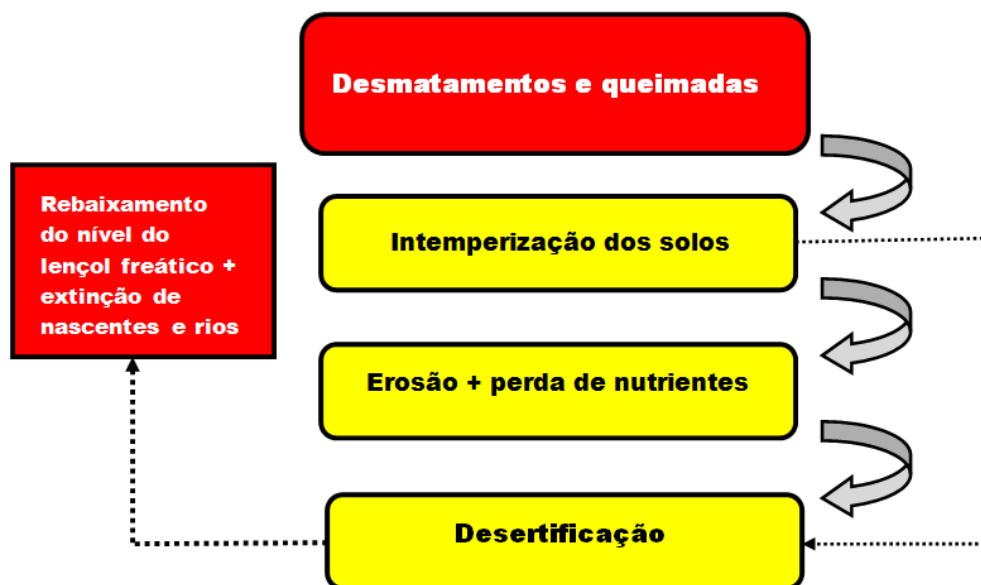 Desmatamentos e queimadas
Rebaixamento
do nível do
lençol freático +
extinção de
nascentes e rios
Intemperização dos solos
Erosão + perda de nutrientes
Desertificação